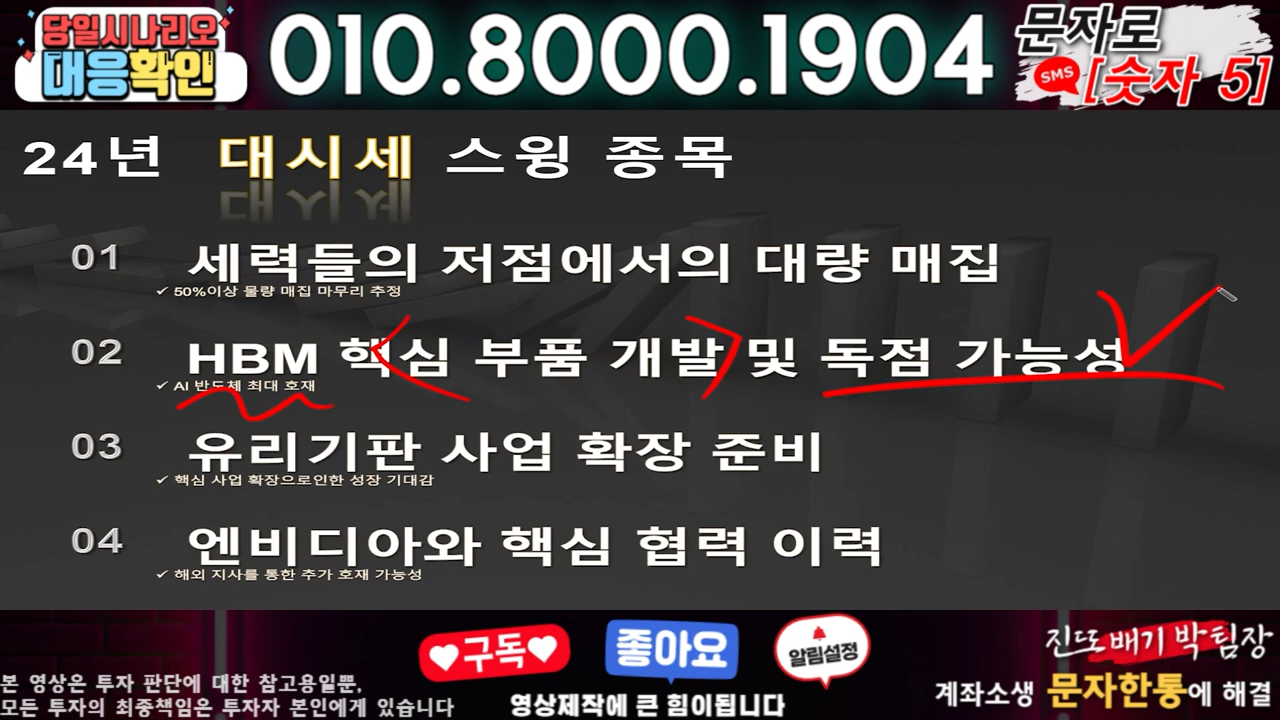 당일시나리오
대응확인
010.8000.1904
문자로
SMS [숫자 5]
24년 대시세 스윙 종목
01 세력들의 저점에서의 대량 매집
✓ 50%이상 물량 매집 마무리 추정
02 HBM 핵심 부품 개발 및 독점 가능성
✓ AI 반도체 최대 호재
03 유리기판 사업 확장 준비
✓ 핵심 사업 확장으로인한 성장 기대감
04 엔비디아와 핵심 협력 이력
✓ 해외 지사를 통한 추가 호재 가능성
구독
좋아요
알림설정
영상제작에 큰 힘이됩니다
본 영상은 투자 판단에 대한 참고용일뿐,
모든 투자의 최종책임은 투자자 본인에게 있습니다
진또배기 박팀장
계좌소생 문자한통에 해결